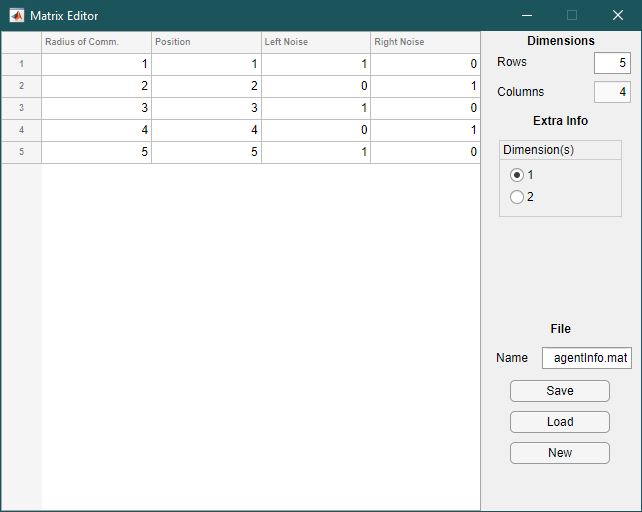 Matrix Editor
Radius of Comm. Position Left Noise Right Noise
1 1 1 1 0
2 2 2 0 1
3 3 3 1 0
4 4 4 0 1
5 5 5 1 0
Dimensions
Rows 5
Columns 4
Extra Info
Dimension(s)
1
2
File
Name agentInfo.mat
Save
Load
New